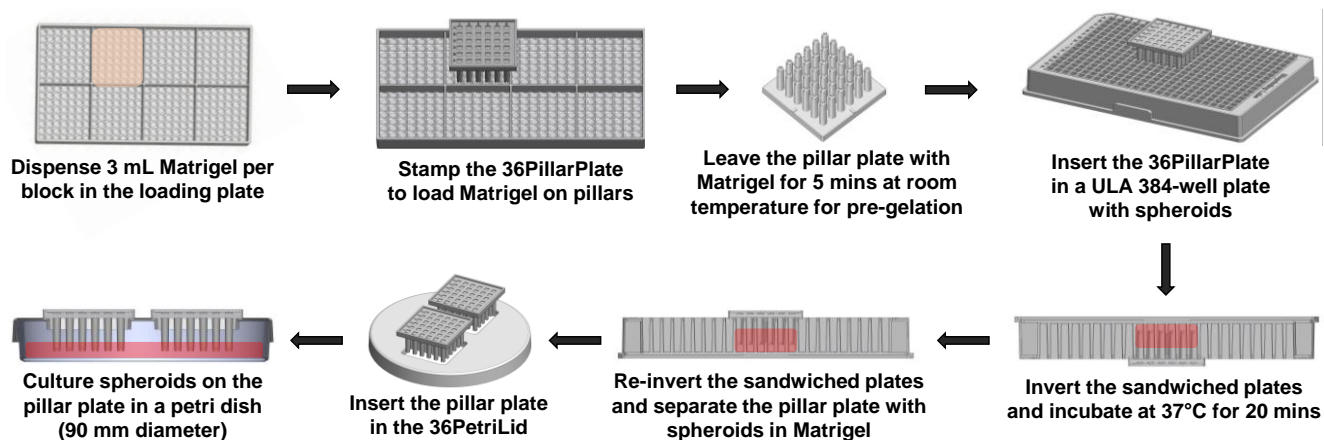 Dispense 3 mL Matrigel per
block in the loading plate
Stamp the 36PillarPlate
to load Matrigel on pillars
Leave the pillar plate with
Matrigel for 5 mins at room
temperature for pre-gelation
Insert the 36PillarPlate
in a ULA 384-well plate
with spheroids
Invert the sandwiched plates
and incubate at 37°C for 20 mins
Re-invert the sandwiched plates
and separate the pillar plate with
spheroids in Matrigel
Insert the pillar plate
in the 36PetriLid
Culture spheroids on the
pillar plate in a petri dish
(90 mm diameter)